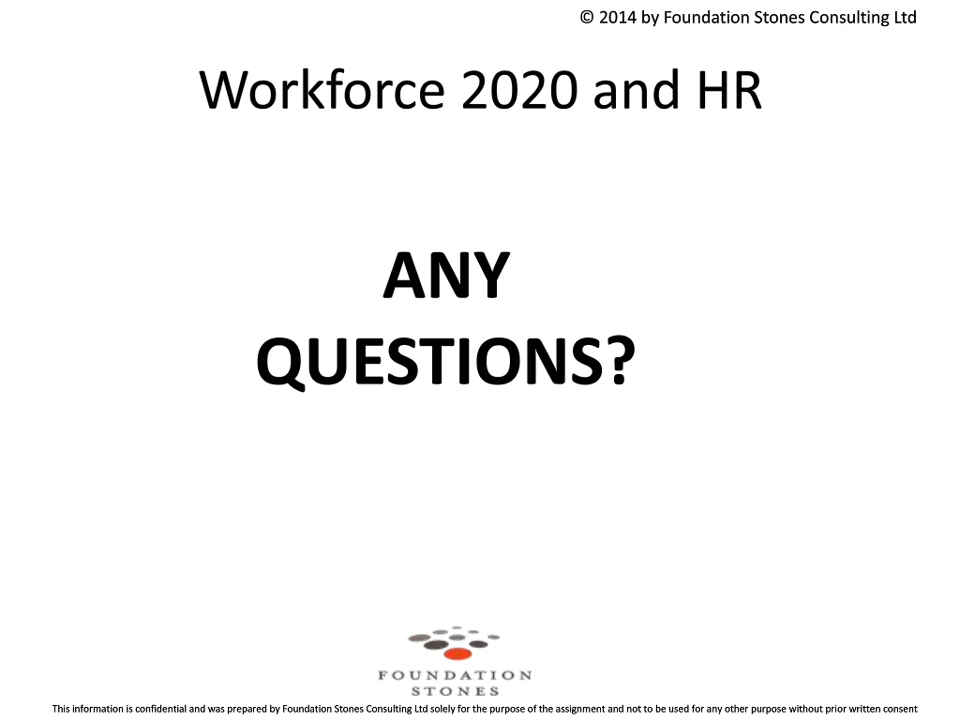 © 2014 by Foundation Stones Consulting Ltd
Workforce 2020 and HR
ANY
QUESTIONS?
FOUNDATION
STONES
This information is confidential and was prepared by Foundation Stones Consulting Ltd solely for the purpose of the assignment and not to be used for any other purpose without prior written consent